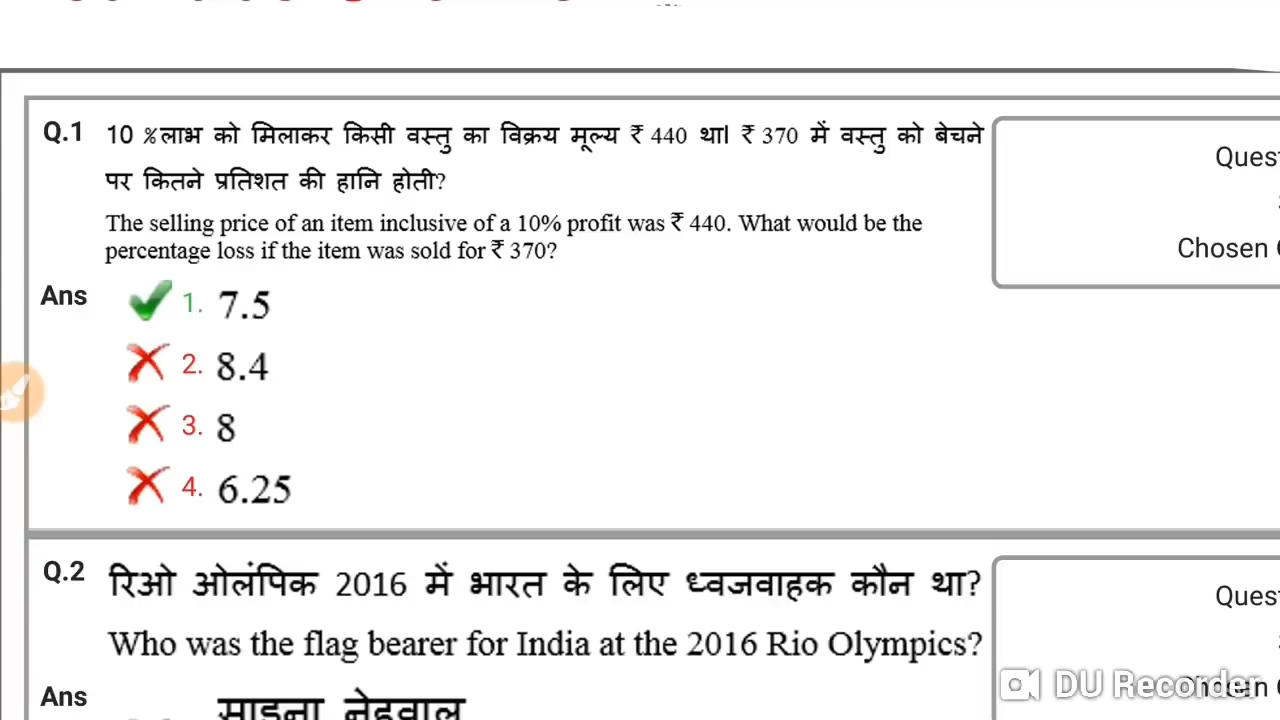 Q.1 10 %लाभ को मिलाकर किसी वस्तु का विक्रय मूल्य ₹ 440 था। ₹ 370 में वस्तु को बेचने
पर कितने प्रतिशत की हानि होती?
The selling price of an item inclusive of a 10% profit was ₹ 440. What would be the
percentage loss if the item was sold for ₹ 370?
Ques
Chosen
Ans 1. 7.5
2. 8.4
3. 8
4. 6.25
Q.2 रिओ ओलंपिक 2016 में भारत के लिए ध्वजवाहक कौन था?
Who was the flag bearer for India at the 2016 Rio Olympics?
Ques
Ans साइना नेहवाल
DU Recorder